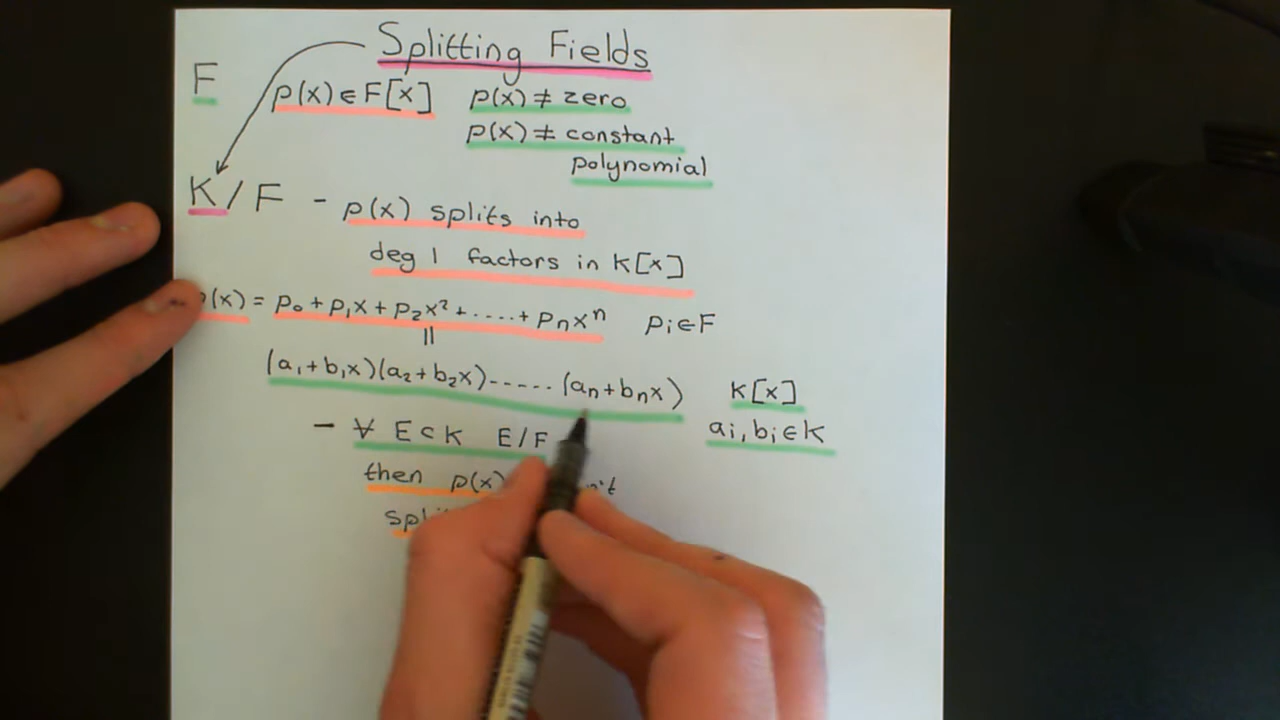 Splitting Fields
F
p(x) ∈ F[x] p(x) ≠ zero
p(x) ≠ constant
polynomial
K/F - p(x) splits into
deg 1 factors in K[x]
(x) = p₀ + p₁x + p₂x² + ..... + pₙxⁿ pᵢ ∈ F
||
(a₁+b₁x)(a₂+b₂x)----- (aₙ+bₙx) K[x]
- ∀ E ⊂ K E/F aᵢ, bᵢ ∈ K
then p(x)